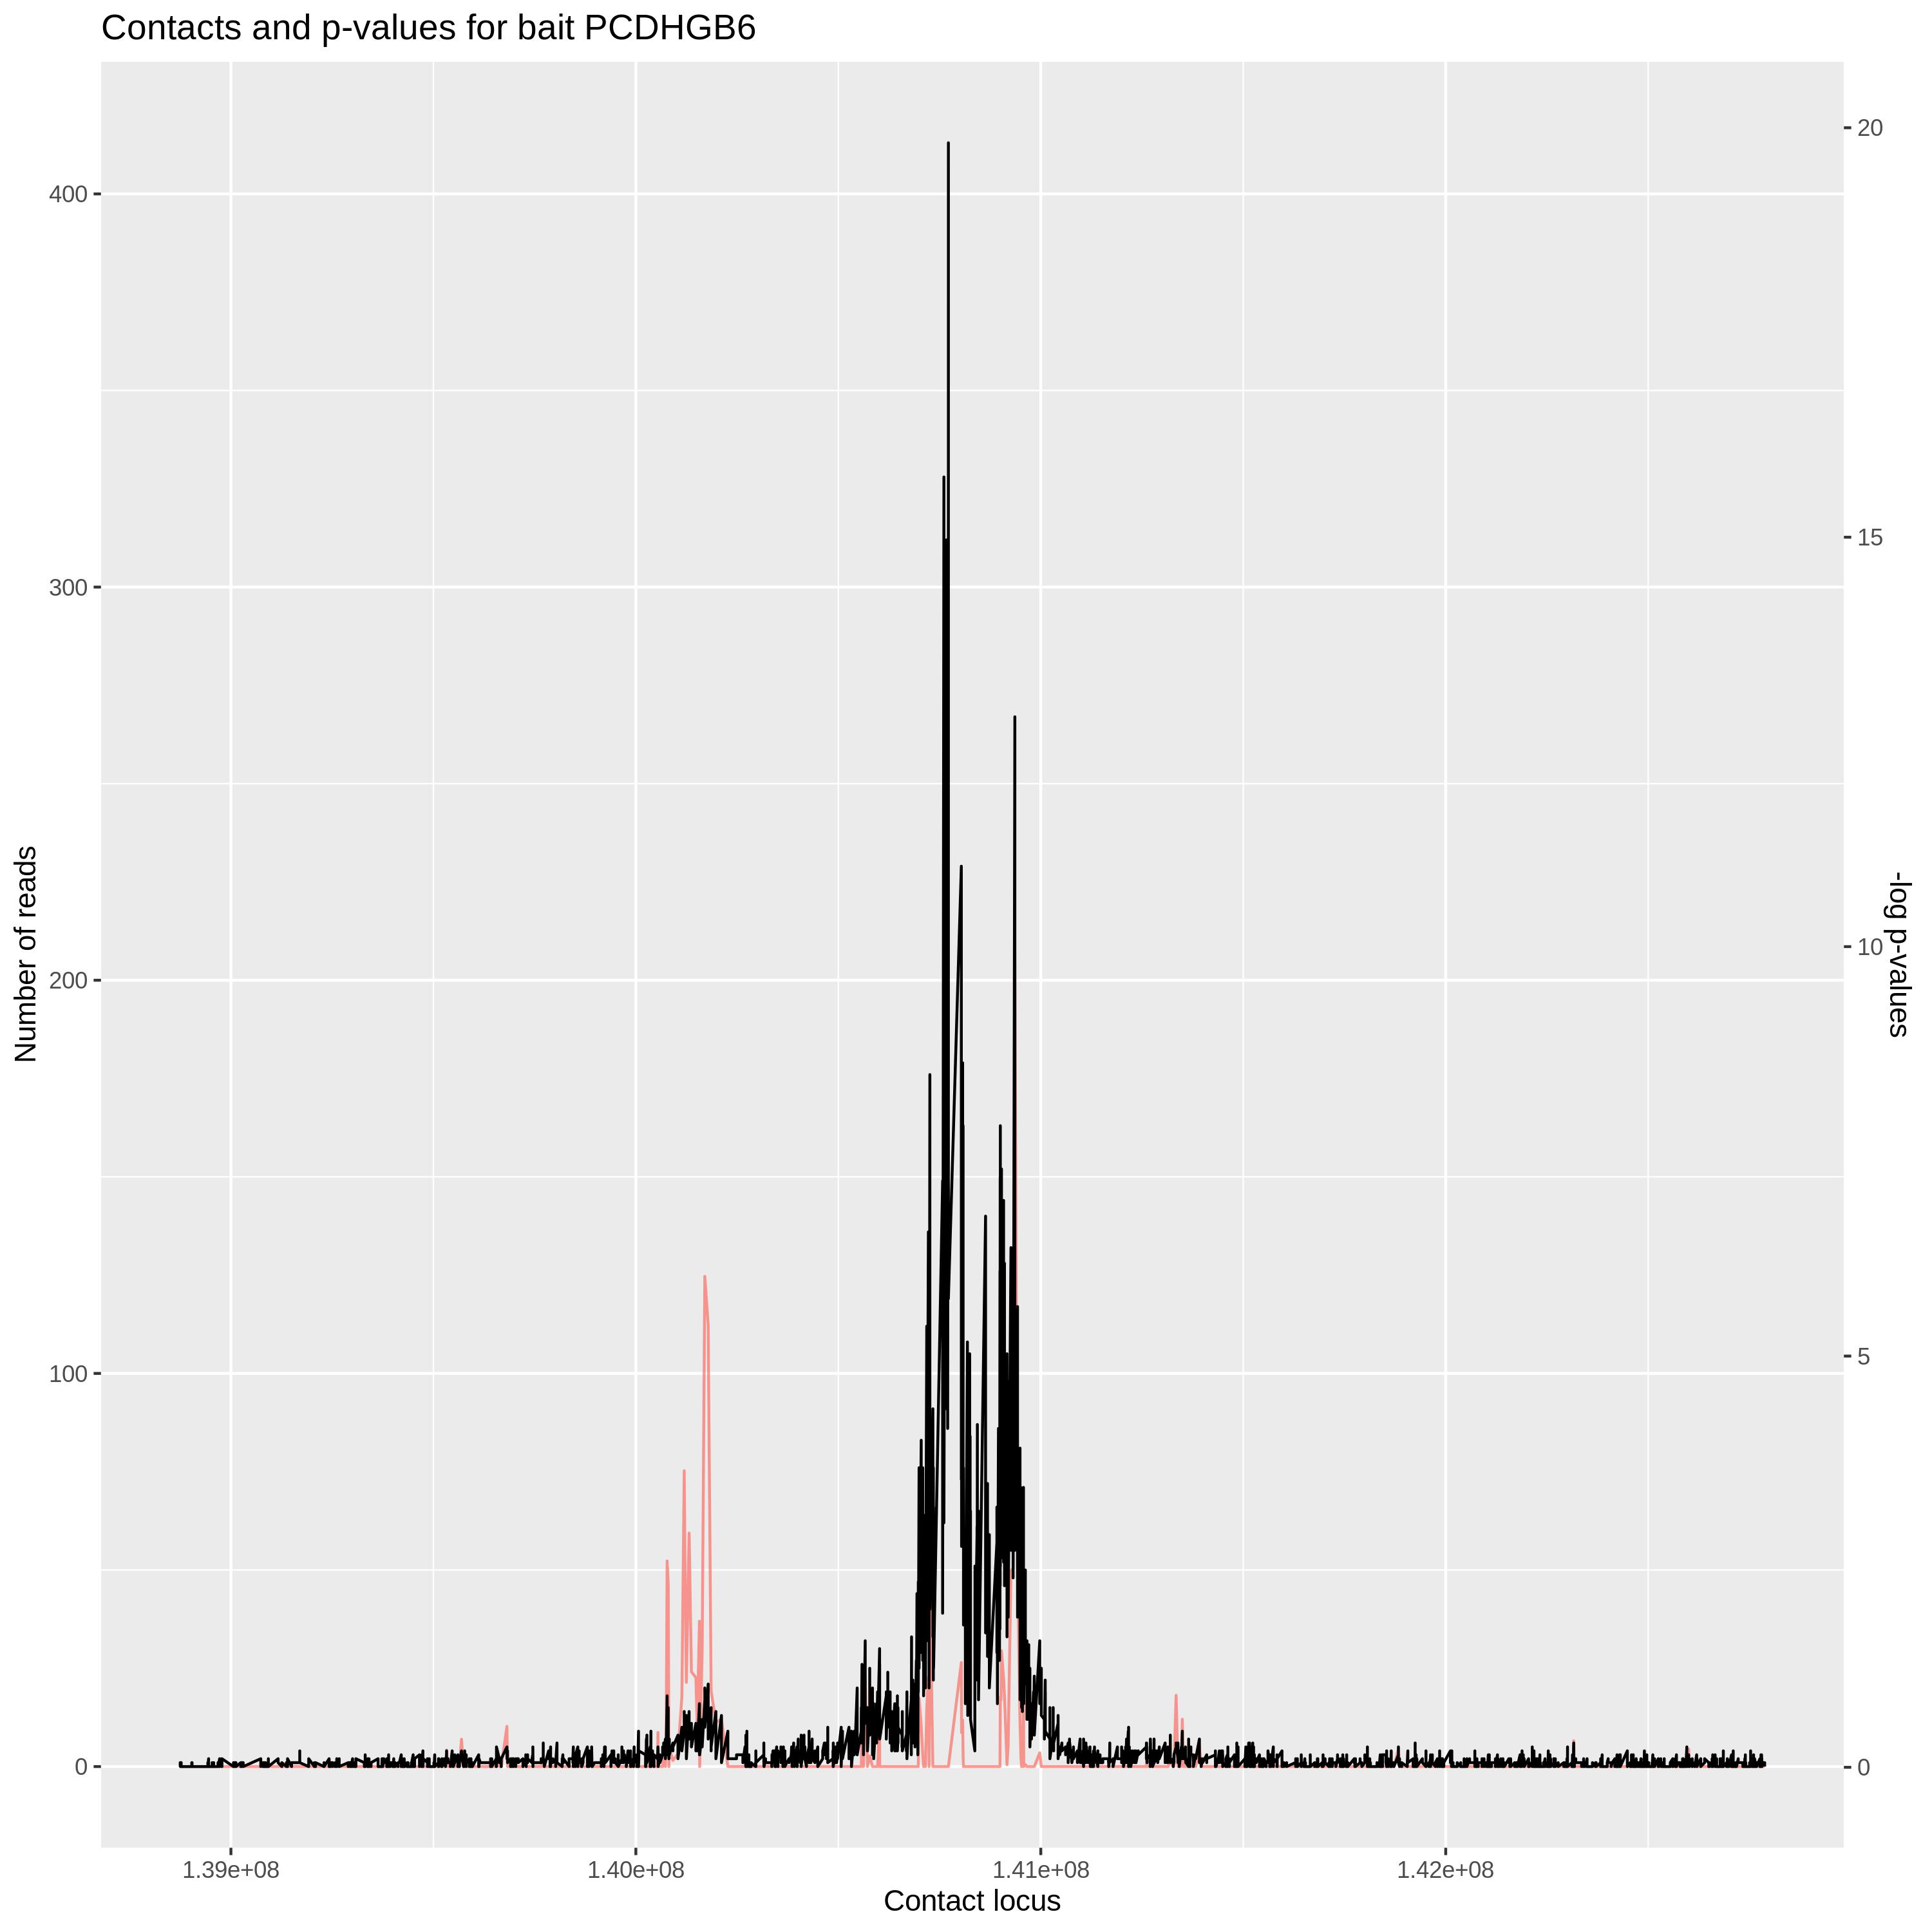 Contacts and p-values for bait PCDHGB6
Number of reads
400
300
200
100
0
20
15
10
5
0
-log p-values
1.39e+08
1.40e+08
1.41e+08
1.42e+08
Contact locus